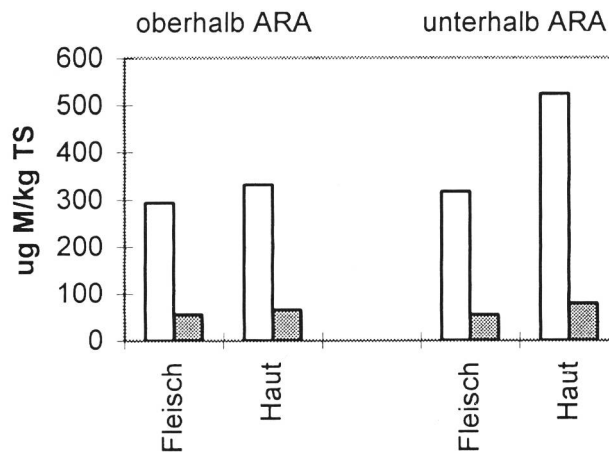 oberhalb ARA unterhalb ARA
600
500
400
300
200
100
0
ug M/kg TS
Fleisch
Haut
Fleisch
Haut